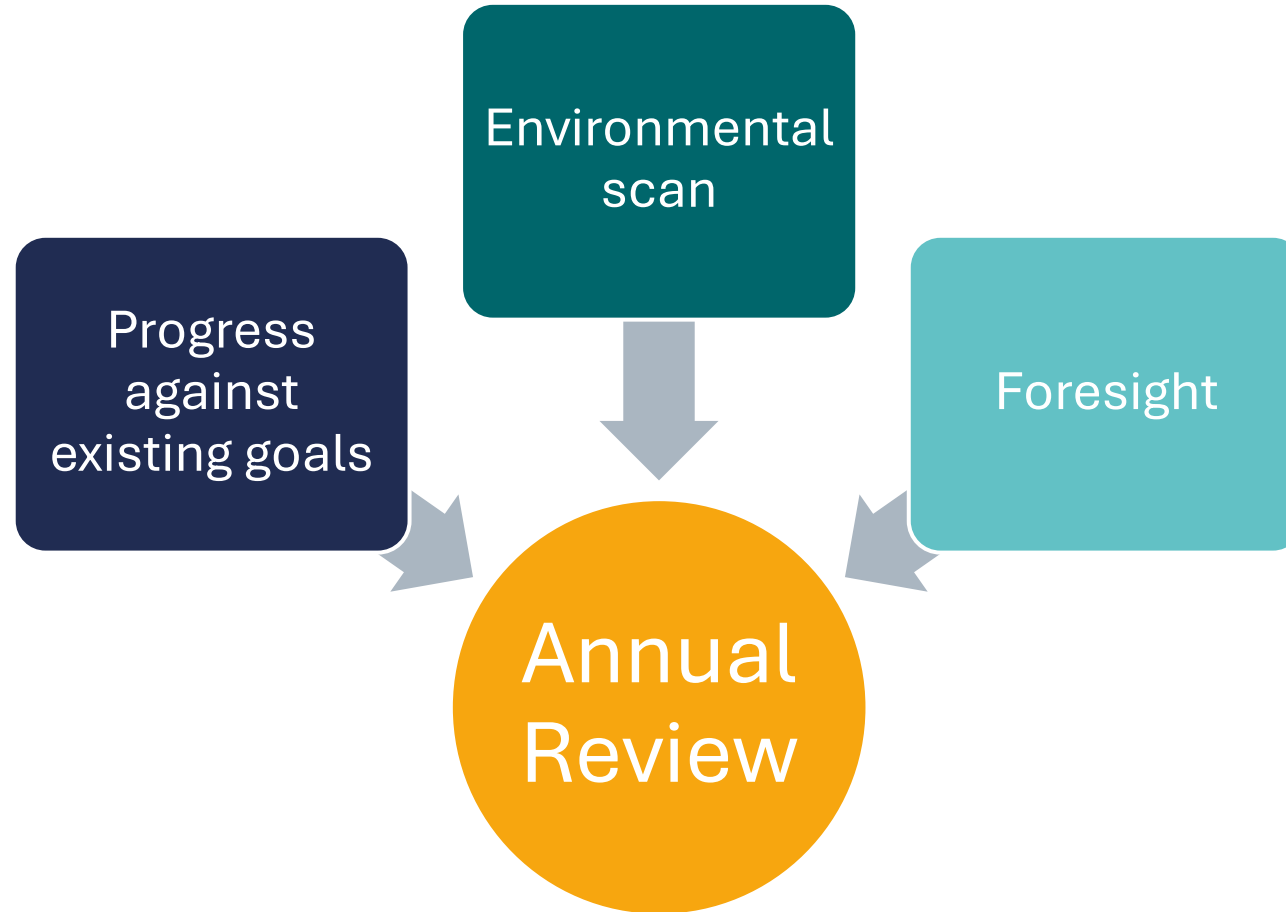 Environmental
scan
Progress
against
existing goals
Foresight
Annual
Review